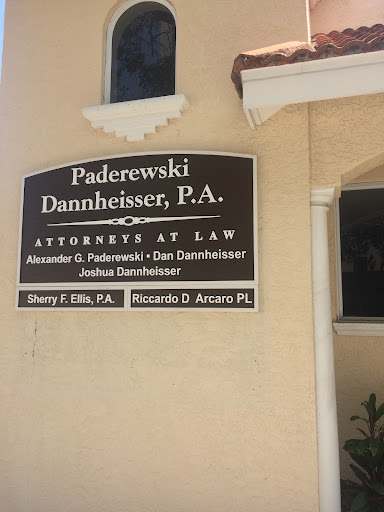 Paderewski
Dannheisser, P.A.
ATTORNEYS AT LAW
Alexander G. Paderewski • Dan Dannheisser
Joshua Dannheisser
Sherry F. Ellis, P.A. Riccardo D Arcaro PL